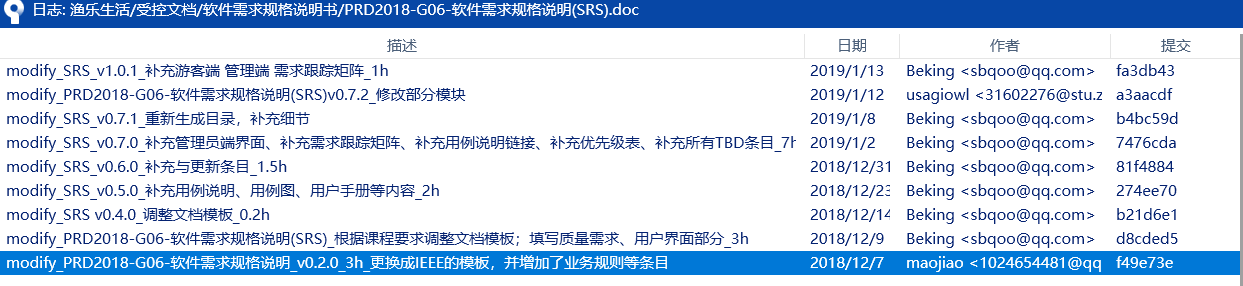 日志: 渔乐生活/受控文档/软件需求规格说明书/PRD2018-G06-软件需求规格说明(SRS).doc
描述 日期 作者 提交
modify_SRS_v1.0.1_补充游客端 管理端 需求跟踪矩阵_1h 2019/1/13 Beking <sbqoo@qq.com> fa3db43
modify_PRD2018-G06-软件需求规格说明(SRS)v0.7.2_修改部分模块 2019/1/12 usagiowl <31602276@stu.z a3aacdf
modify_SRS_v0.7.1_重新生成目录，补充细节 2019/1/8 Beking <sbqoo@qq.com> b4bc59d
modify_SRS_v0.7.0_补充管理员端界面、补充需求跟踪矩阵、补充用例说明链接、补充优先级表、补充所有TBD条目_7h 2019/1/2 Beking <sbqoo@qq.com> 7476cda
modify_SRS_v0.6.0_补充与更新条目_1.5h 2018/12/31 Beking <sbqoo@qq.com> 81f4884
modify_SRS_v0.5.0_补充用例说明、用例图、用户手册等内容_2h 2018/12/23 Beking <sbqoo@qq.com> 274ee70
modify_SRS v0.4.0_调整文档模板_0.2h 2018/12/14 Beking <sbqoo@qq.com> b21d6e1
modify_PRD2018-G06-软件需求规格说明(SRS)_根据课程要求调整文档模板；填写质量需求、用户界面部分_3h 2018/12/9 Beking <sbqoo@qq.com> d8cded5
modify_PRD2018-G06-软件需求规格说明_v0.2.0_3h_更换成IEEE的模板，并增加了业务规则等条目 2018/12/7 maojiao <1024654481@qq f49e73e